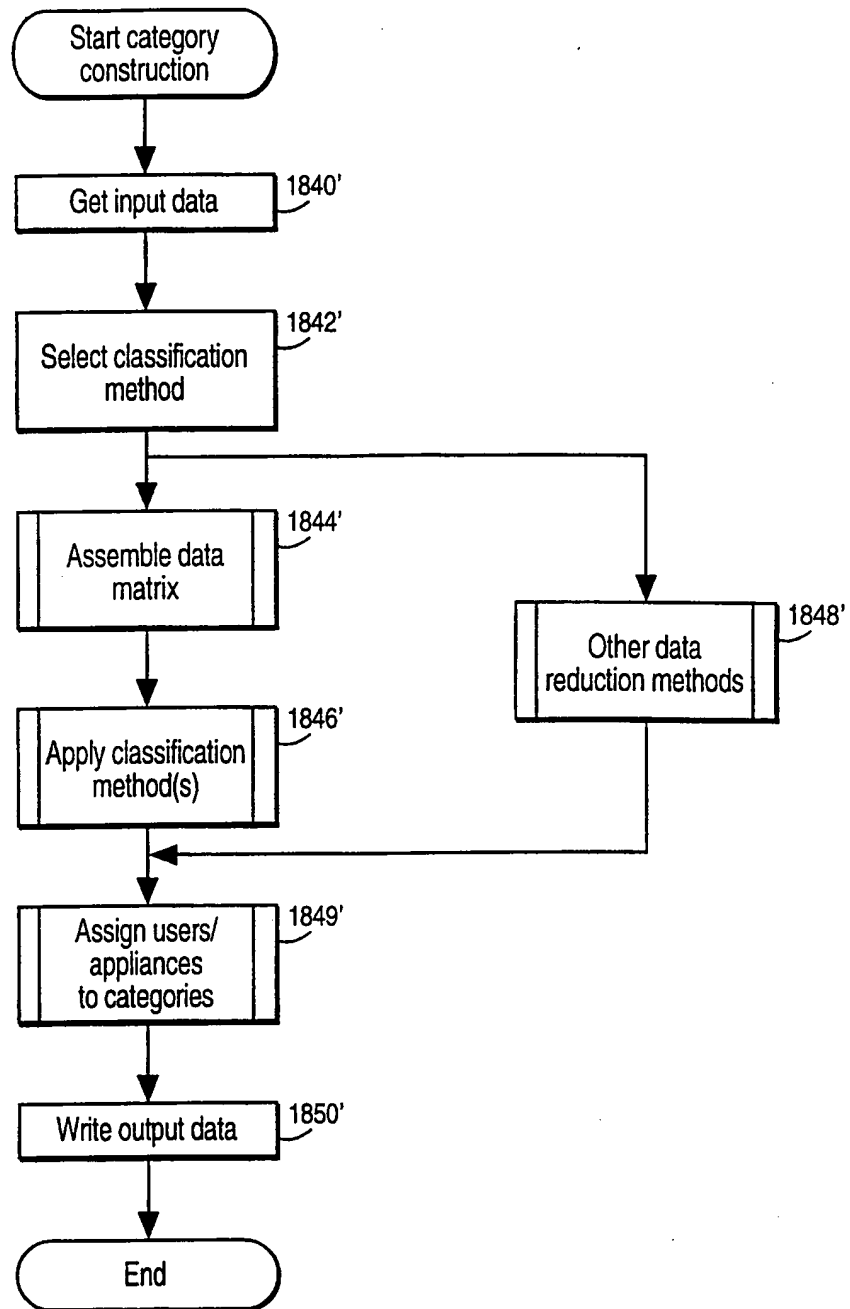 Start category
construction
Get input data
1840'
Select classification
method
1842'
Assemble data
matrix
1844'
Other data
reduction methods
1848'
Apply classification
method(s)
1846'
Assign users/
appliances
to categories
1849'
Write output data
1850'
End